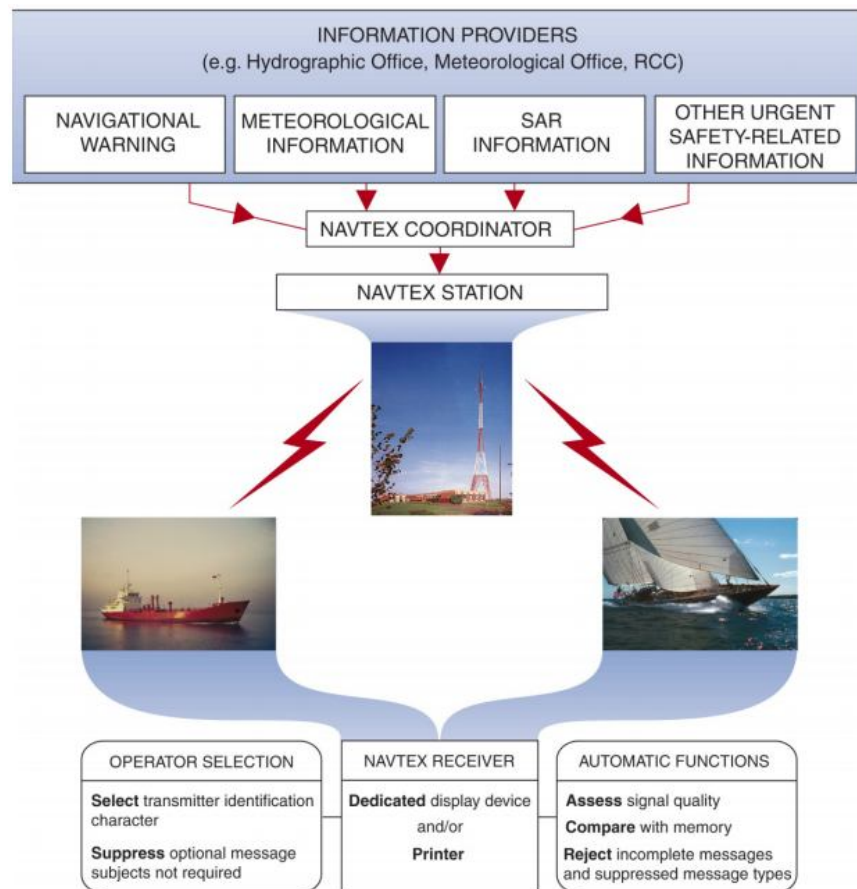 INFORMATION PROVIDERS
(e.g. Hydrographic Office, Meteorological Office, RCC)
NAVIGATIONAL
WARNING
METEOROLOGICAL
INFORMATION
SAR
INFORMATION
OTHER URGENT
SAFETY-RELATED
INFORMATION
NAVTEX COORDINATOR
NAVTEX STATION
OPERATOR SELECTION
Select transmitter identification
character
Suppress optional message
subjects not required
NAVTEX RECEIVER
Dedicated display device
and/or
Printer
AUTOMATIC FUNCTIONS
Assess signal quality
Compare with memory
Reject incomplete messages
and suppressed message types